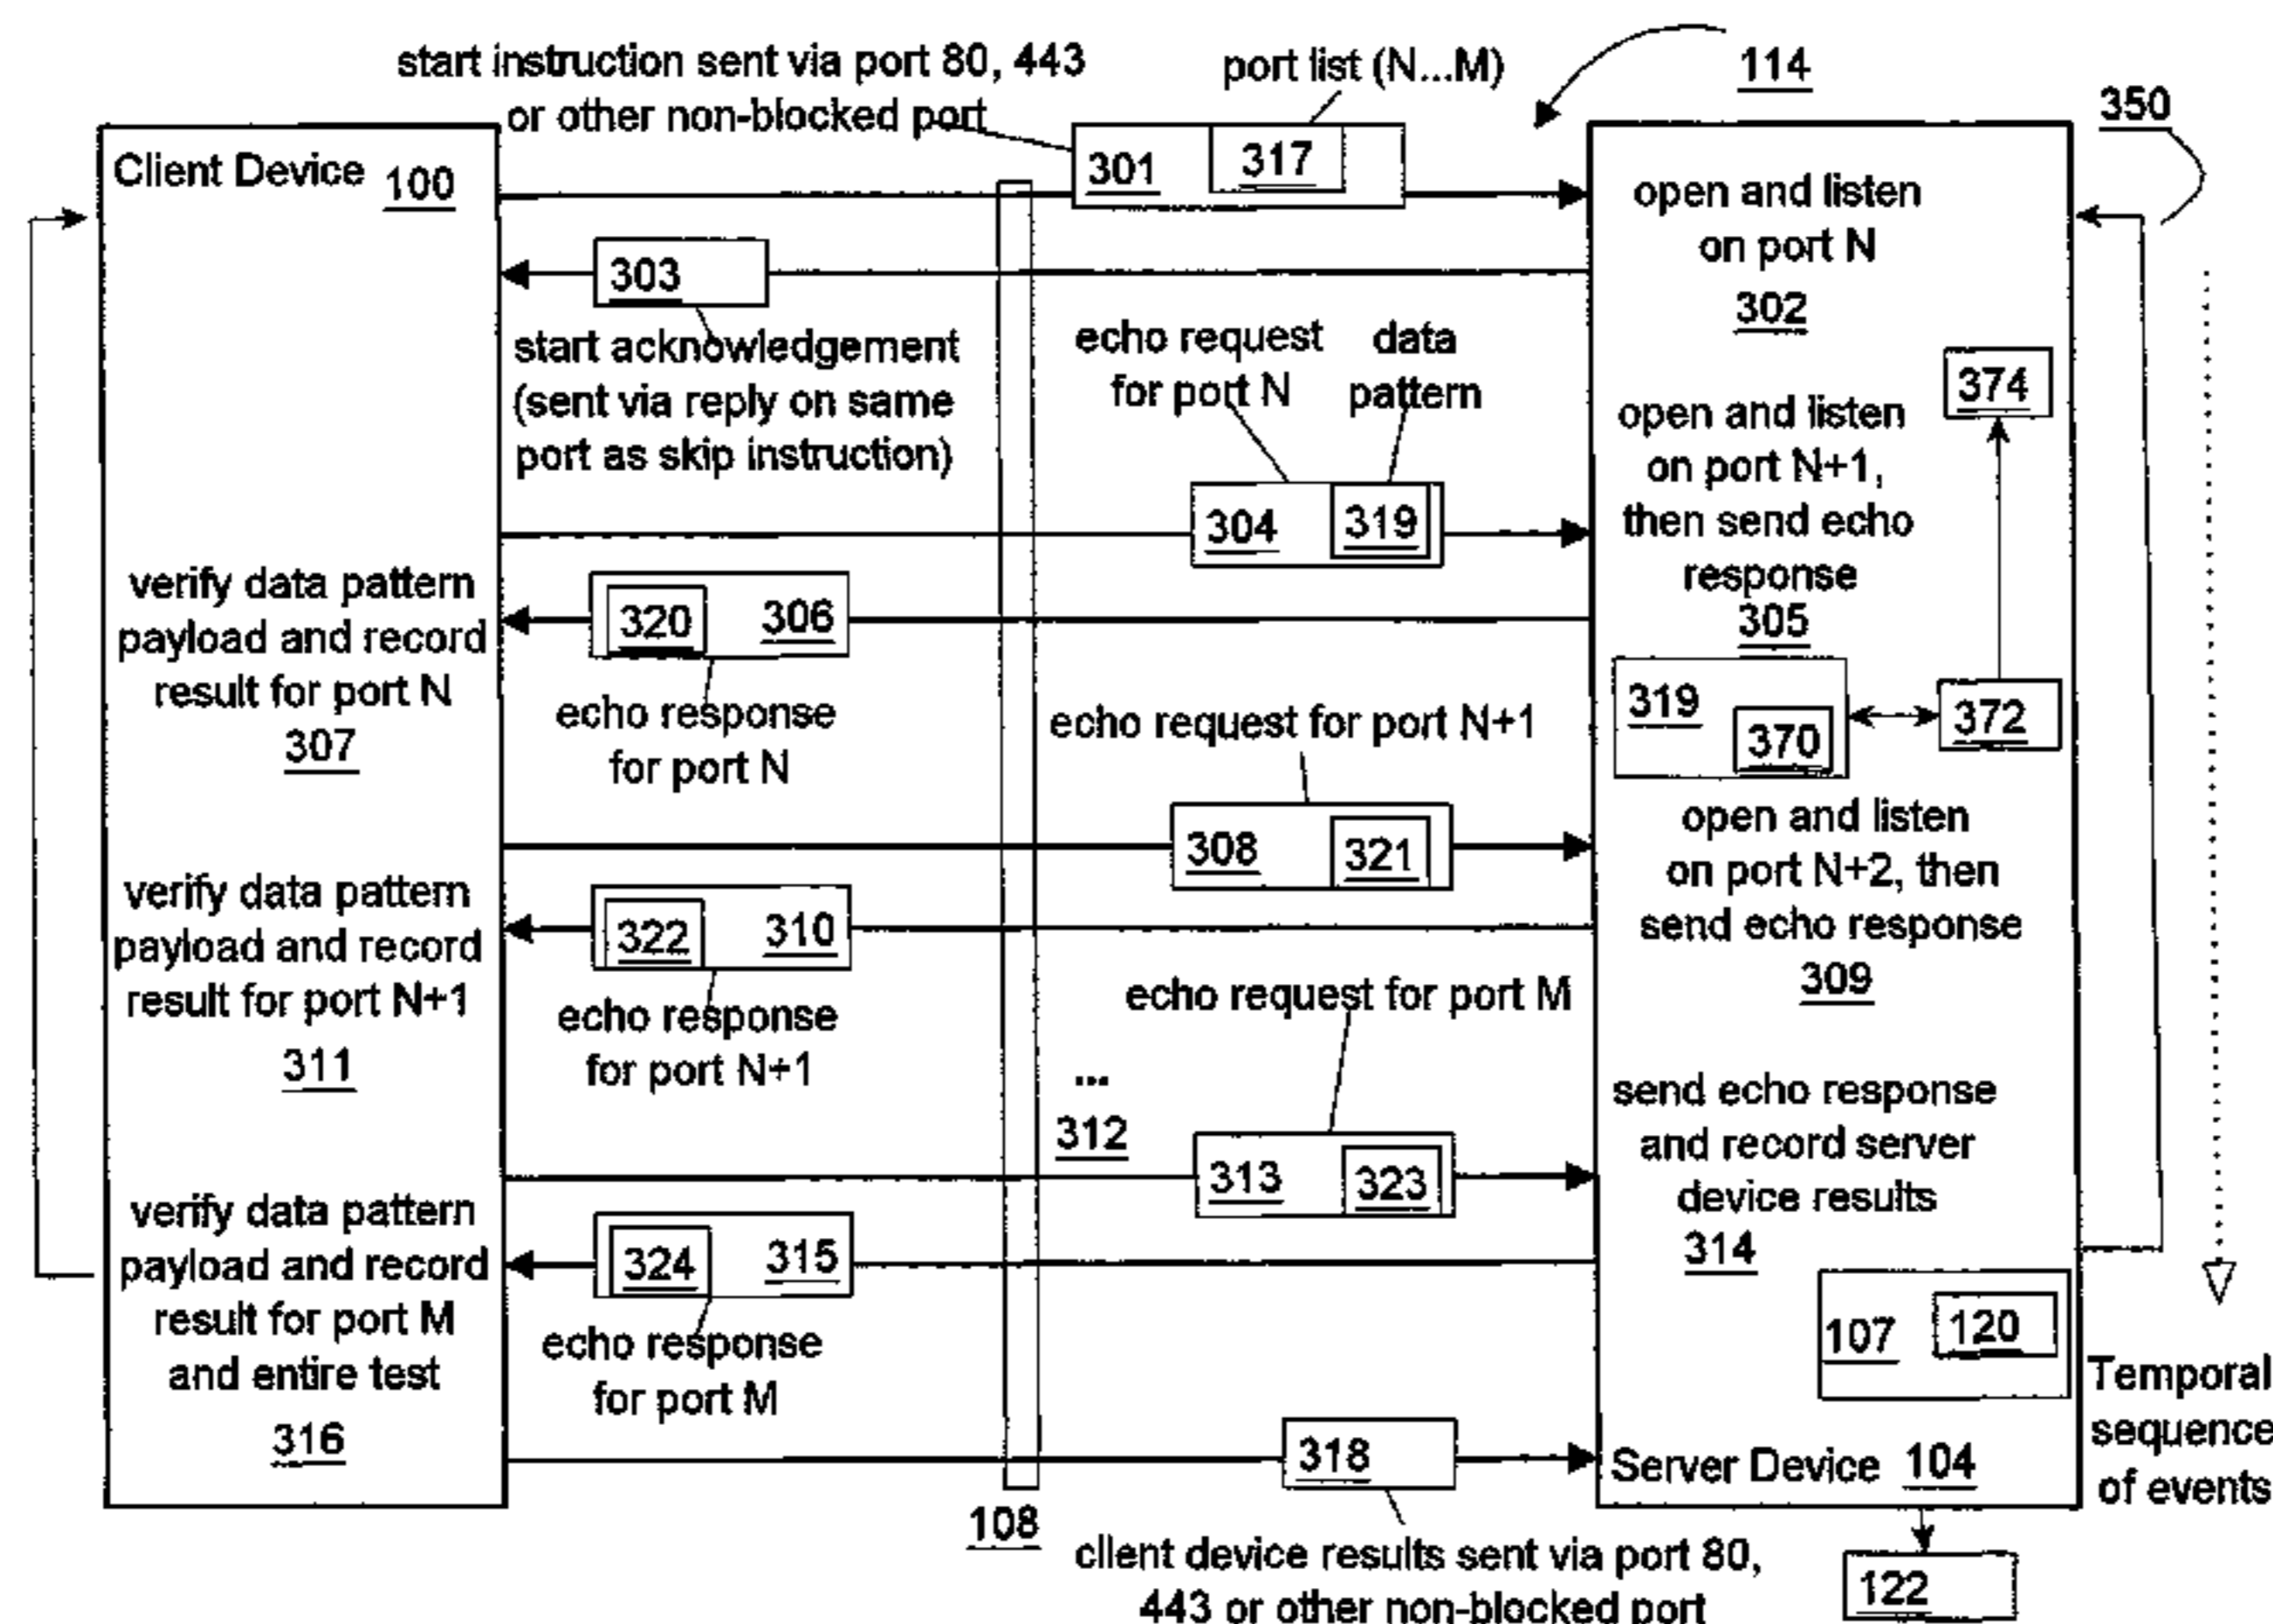 start instruction sent via port 80, 443
or other non-blocked port
port list (N...M)
114
350
Client Device 100
301
317
open and listen
on port N
302
303
start acknowledgement
(sent via reply on same
port as skip instruction)
echo request
for port N
data
pattern
374
open and listen
on port N+1,
then send echo
response
305
304
319
verify data pattern
payload and record
result for port N
307
320
306
echo response
for port N
319
370
372
echo request for port N+1
308
321
open and listen
on port N+2, then
send echo response
309
verify data pattern
payload and record
result for port N+1
311
322
310
echo response
for port N+1
echo request for port M
...
312
313
323
send echo response
and record server
device results
314
verify data pattern
payload and record
result for port M
and entire test
316
324
315
echo response
for port M
107
120
Temporal
sequence
of events
318
Server Device 104
108
client device results sent via port 80,
443 or other non-blocked port
122